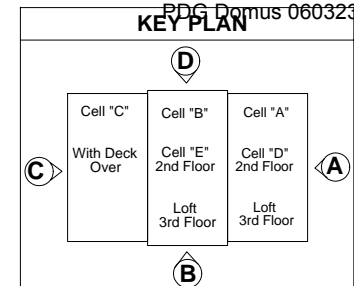 PDG Domus 060323
KEY PLAN
D
Cell "C"
With Deck
Over
Cell "B"
Cell "E"
2nd Floor
Loft
3rd Floor
Cell "A"
Cell "D"
2nd Floor
Loft
3rd Floor
C
A
B